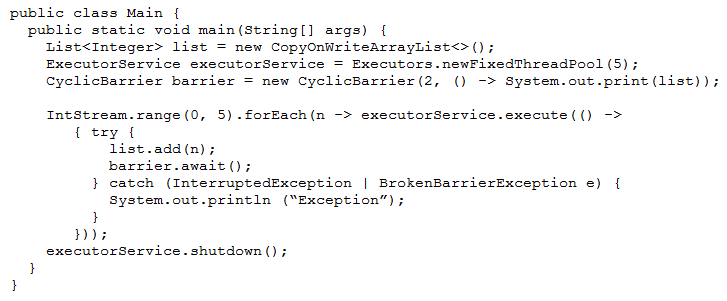 public class Main {
public static void main(String[] args) {
List<Integer> list = new CopyOnWriteArrayList<>();
ExecutorService executorService = Executors.newFixedThreadPool(5);
CyclicBarrier barrier = new CyclicBarrier(2, () -> System.out.print(list));
IntStream.range(0, 5).forEach(n -> executorService.execute(() ->
{ try {
list.add(n);
barrier.await();
} catch (InterruptedException | BrokenBarrierException e) {
System.out.println (“Exception”);
}
}));
executorService.shutdown();
}
}